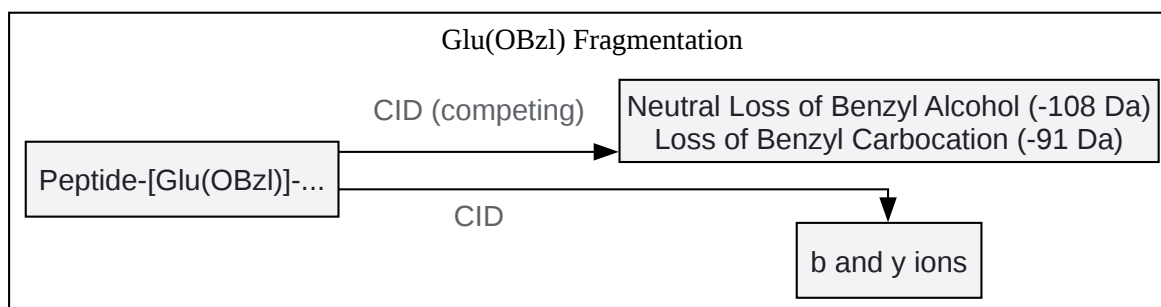 Glu(OBzl) Fragmentation
CID (competing)
Neutral Loss of Benzyl Alcohol (-108 Da)
Loss of Benzyl Carbocation (-91 Da)
Peptide-[Glu(OBzl)]-...
CID
b and y ions